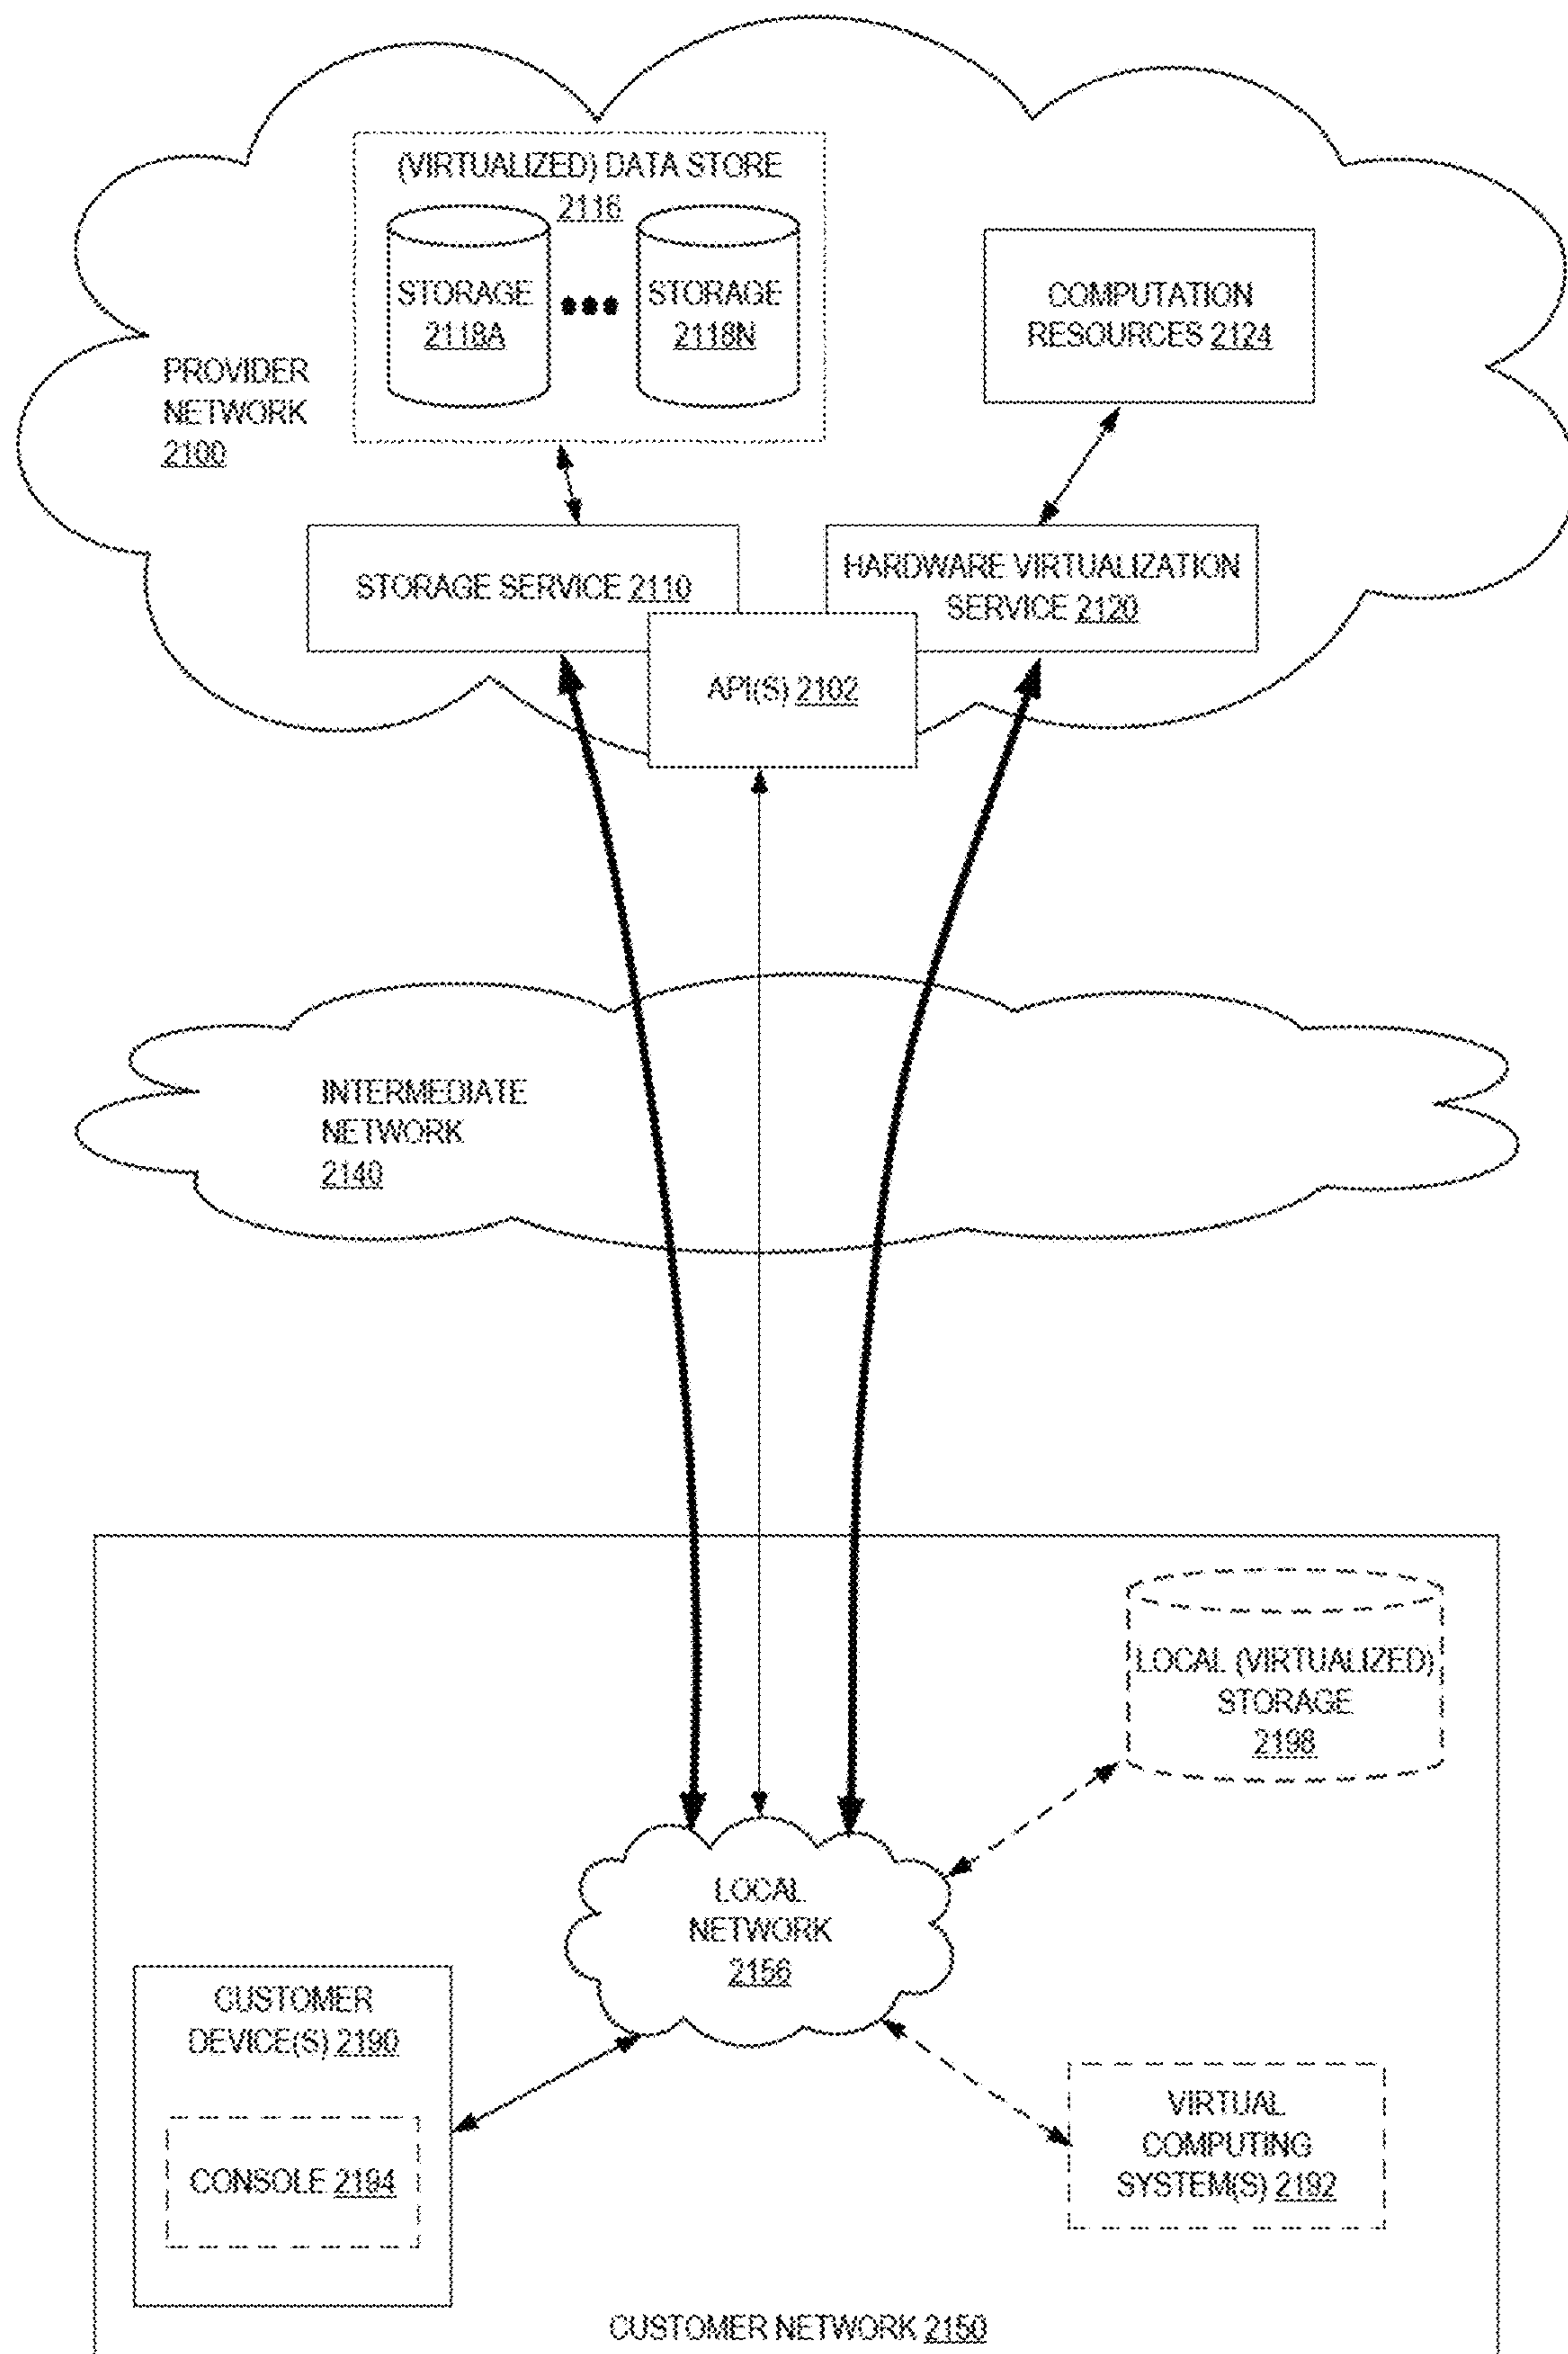 (VIRTUALIZED) DATA STORE
2116
STORAGE
2118A
STORAGE
2118N
COMPUTATION
RESOURCES 2124
PROVIDER
NETWORK
2100
STORAGE SERVICE 2110
HARDWARE VIRTUALIZATION
SERVICE 2120
API(S) 2102
INTERMEDIATE
NETWORK
2140
LOCAL (VIRTUALIZED)
STORAGE
2198
LOCAL
NETWORK
2156
CUSTOMER
DEVICE(S) 2190
CONSOLE 2194
VIRTUAL
COMPUTING
SYSTEM(S) 2192
CUSTOMER NETWORK 2150